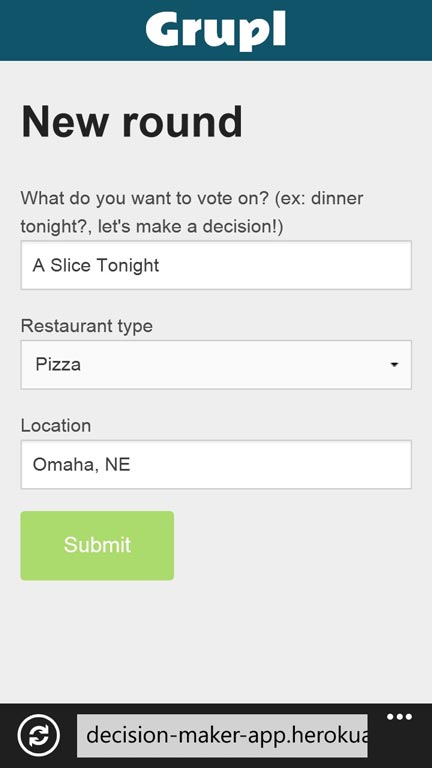 Grupl
New round
What do you want to vote on? (ex: dinner
tonight?, let's make a decision!)
A Slice Tonight
Restaurant type
Pizza
Location
Omaha, NE
Submit
decision-maker-app.herokua